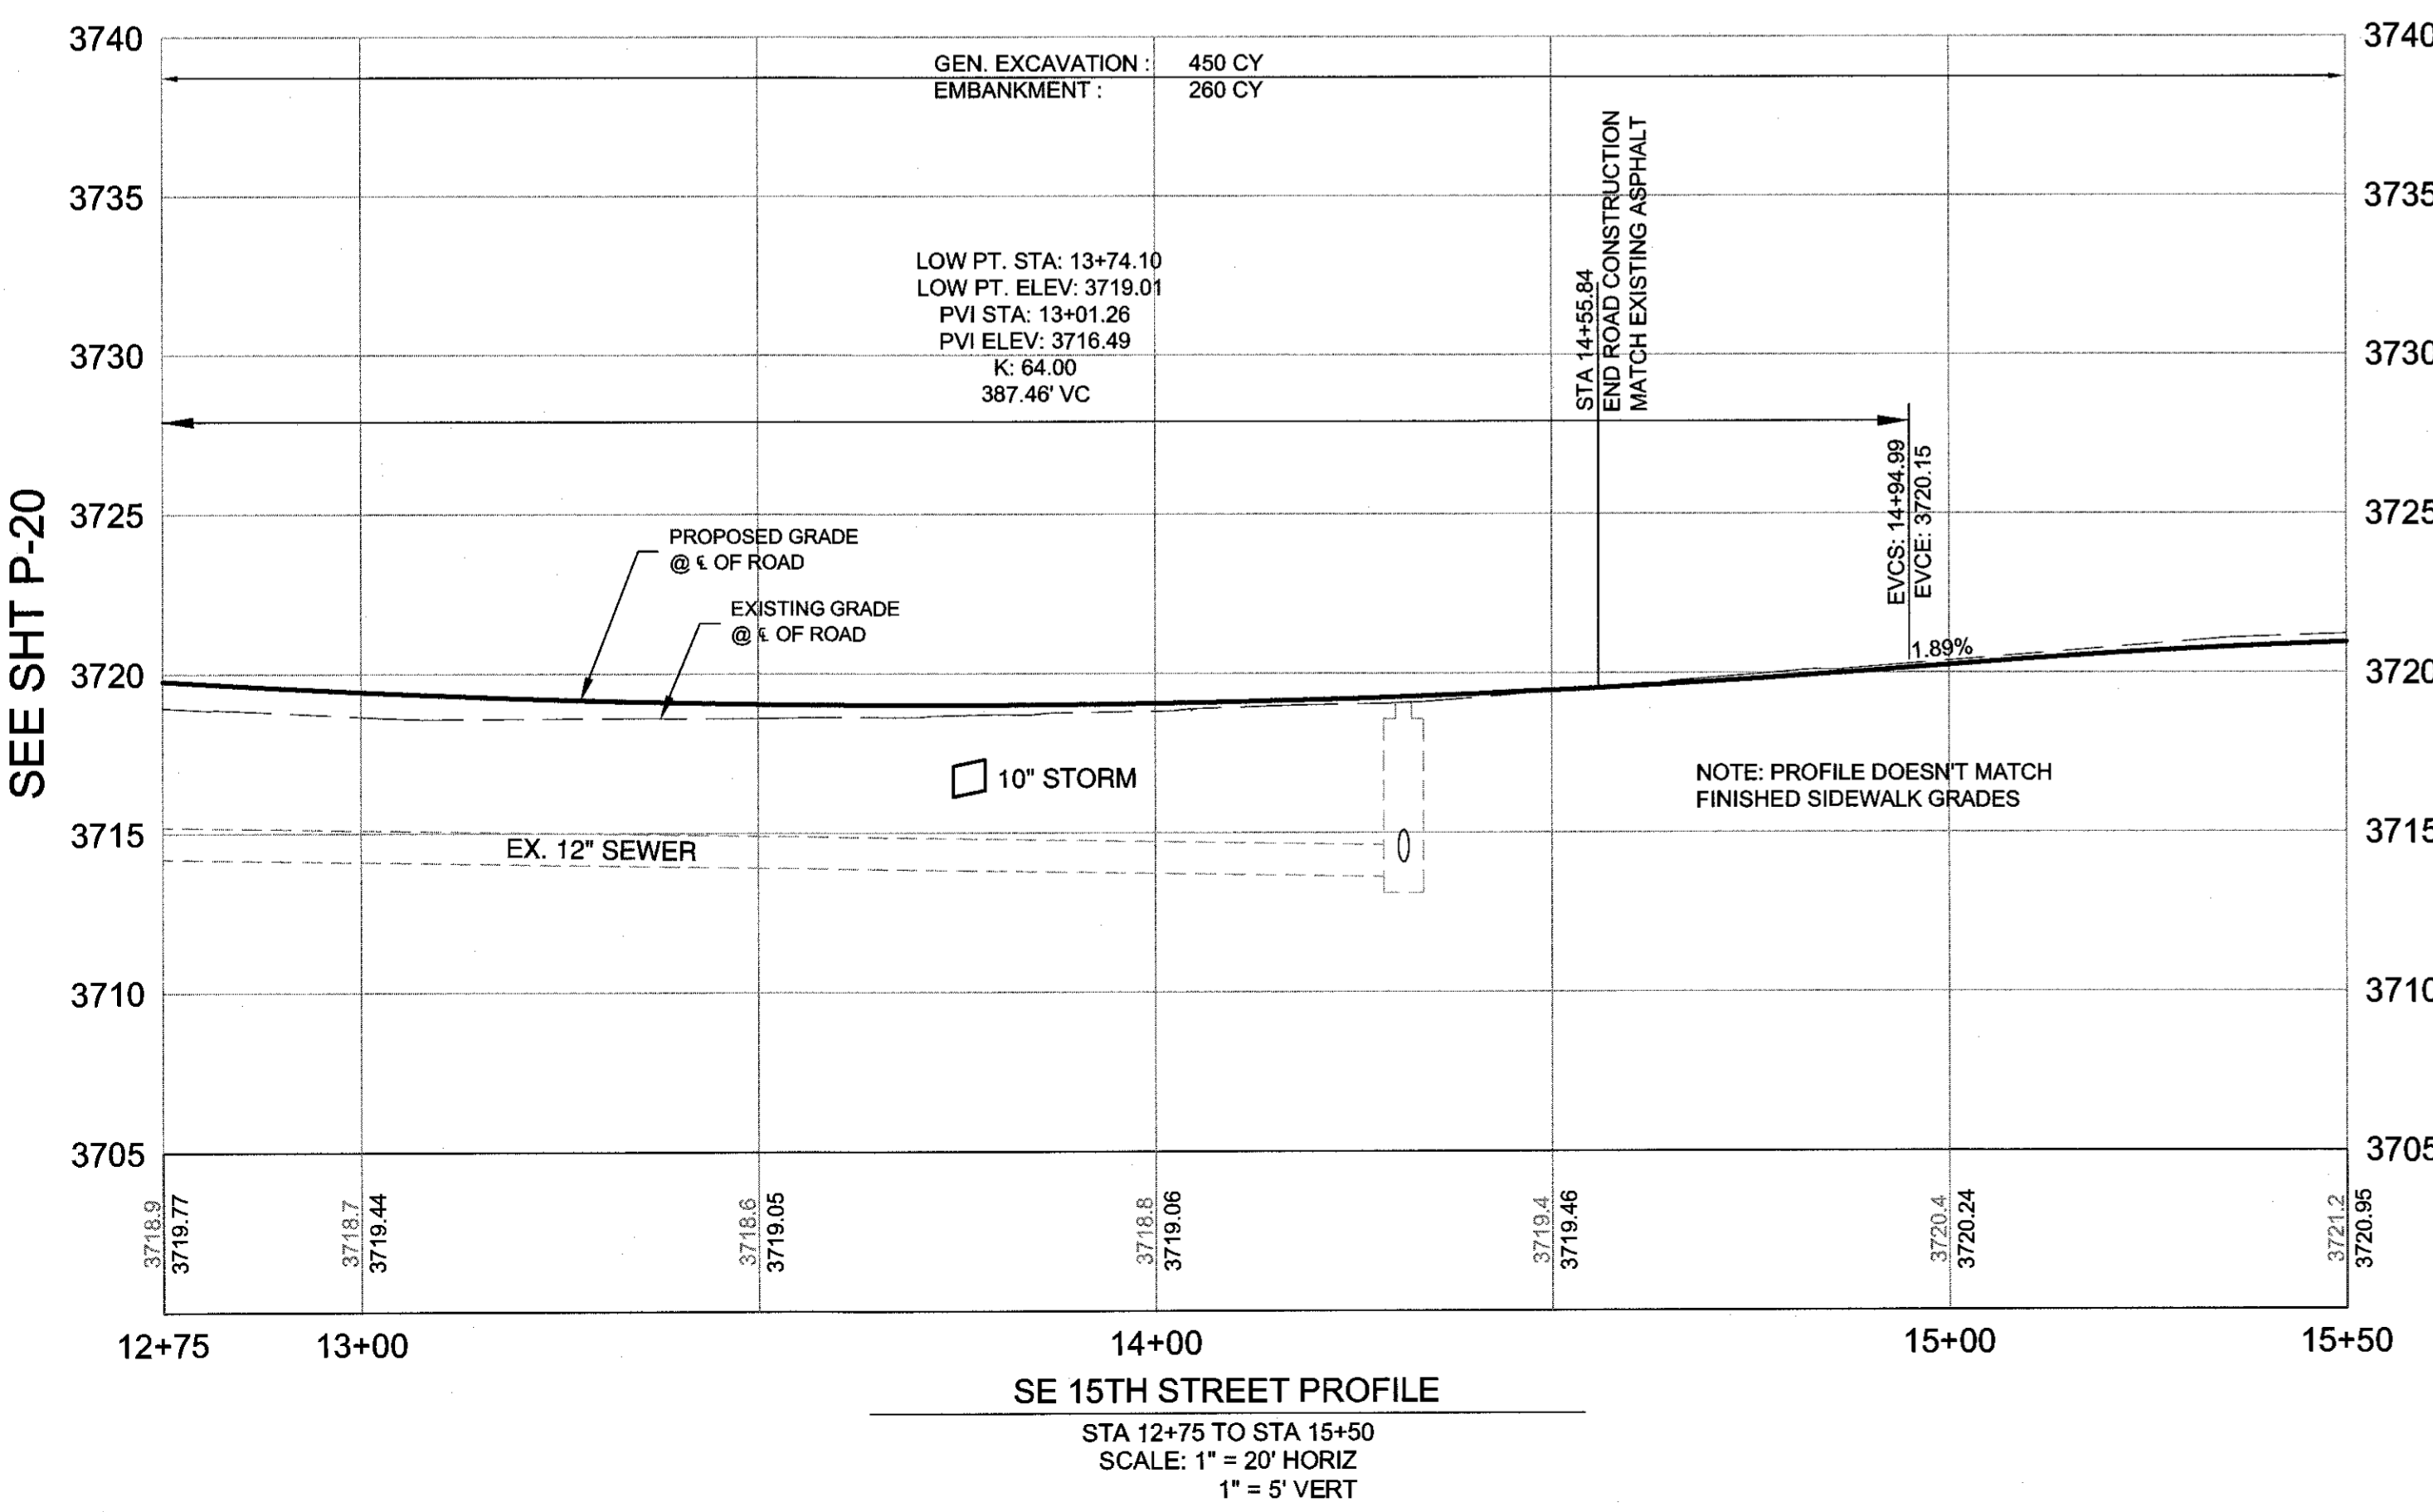 3740
3740
GEN. EXCAVATION : 450 CY
EMBANKMENT : 260 CY
3735
3735
LOW PT. STA: 13+74.10
LOW PT. ELEV: 3719.01
PVI STA: 13+01.26
PVI ELEV: 3716.49
K: 64.00
387.46' VC
STA 14+55.84
END ROAD CONSTRUCTION
MATCH EXISTING ASPHALT
3730
3730
EVCS: 14+94.99
EVCE: 3720.15
SEE SHT P-20
3725
3725
PROPOSED GRADE
@ ℄ OF ROAD
EXISTING GRADE
@ ℄ OF ROAD
1.89%
3720
3720
10" STORM
NOTE: PROFILE DOESN'T MATCH
FINISHED SIDEWALK GRADES
3715
3715
EX. 12" SEWER
3710
3710
3705
3705
3718.9
3719.77
3718.7
3719.44
3718.6
3719.05
3718.8
3719.06
3719.4
3719.46
3720.4
3720.24
3721.2
3720.95
12+75 13+00 14+00 15+00 15+50
SE 15TH STREET PROFILE
STA 12+75 TO STA 15+50
SCALE: 1" = 20' HORIZ
1" = 5' VERT